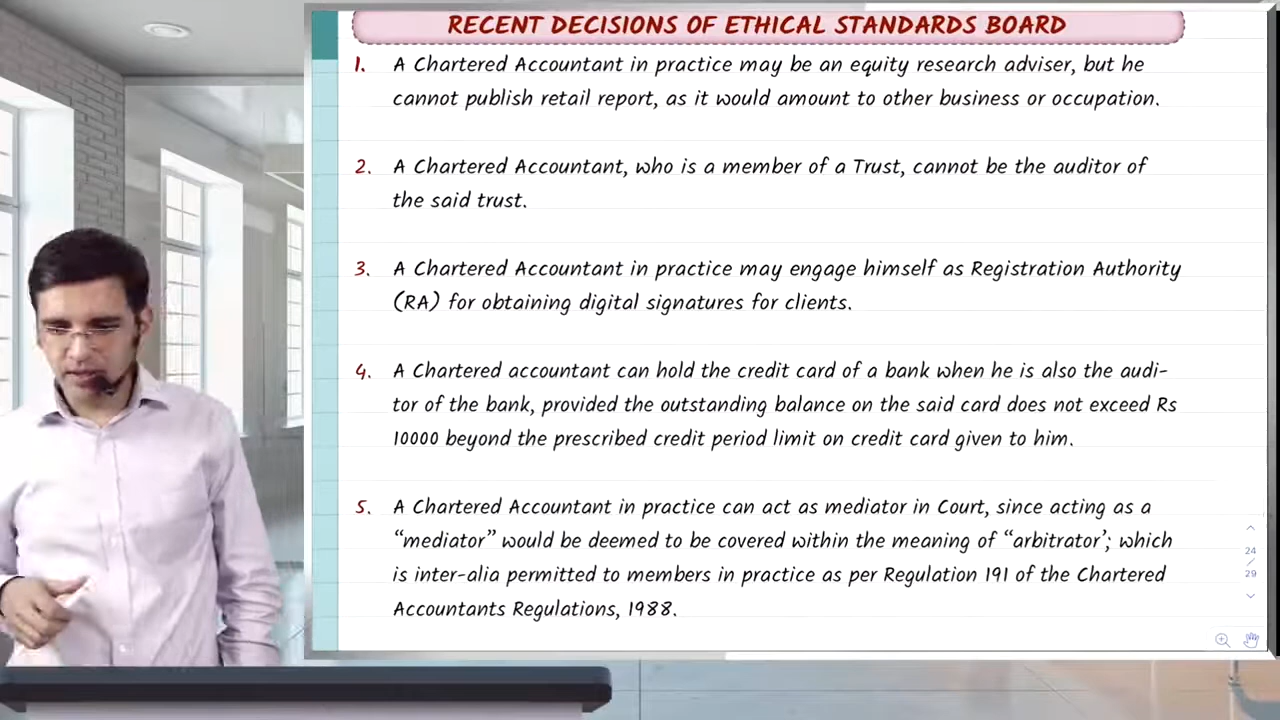 RECENT DECISIONS OF ETHICAL STANDARDS BOARD
1. A Chartered Accountant in practice may be an equity research adviser, but he
cannot publish retail report, as it would amount to other business or occupation.
2. A Chartered Accountant, who is a member of a Trust, cannot be the auditor of
the said trust.
3. A Chartered Accountant in practice may engage himself as Registration Authority
(RA) for obtaining digital signatures for clients.
4. A Chartered accountant can hold the credit card of a bank when he is also the audi-
tor of the bank, provided the outstanding balance on the said card does not exceed Rs
10000 beyond the prescribed credit period limit on credit card given to him.
5. A Chartered Accountant in practice can act as mediator in Court, since acting as a
“mediator” would be deemed to be covered within the meaning of “arbitrator’; which
is inter-alia permitted to members in practice as per Regulation 191 of the Chartered
Accountants Regulations, 1988.
24
/
29